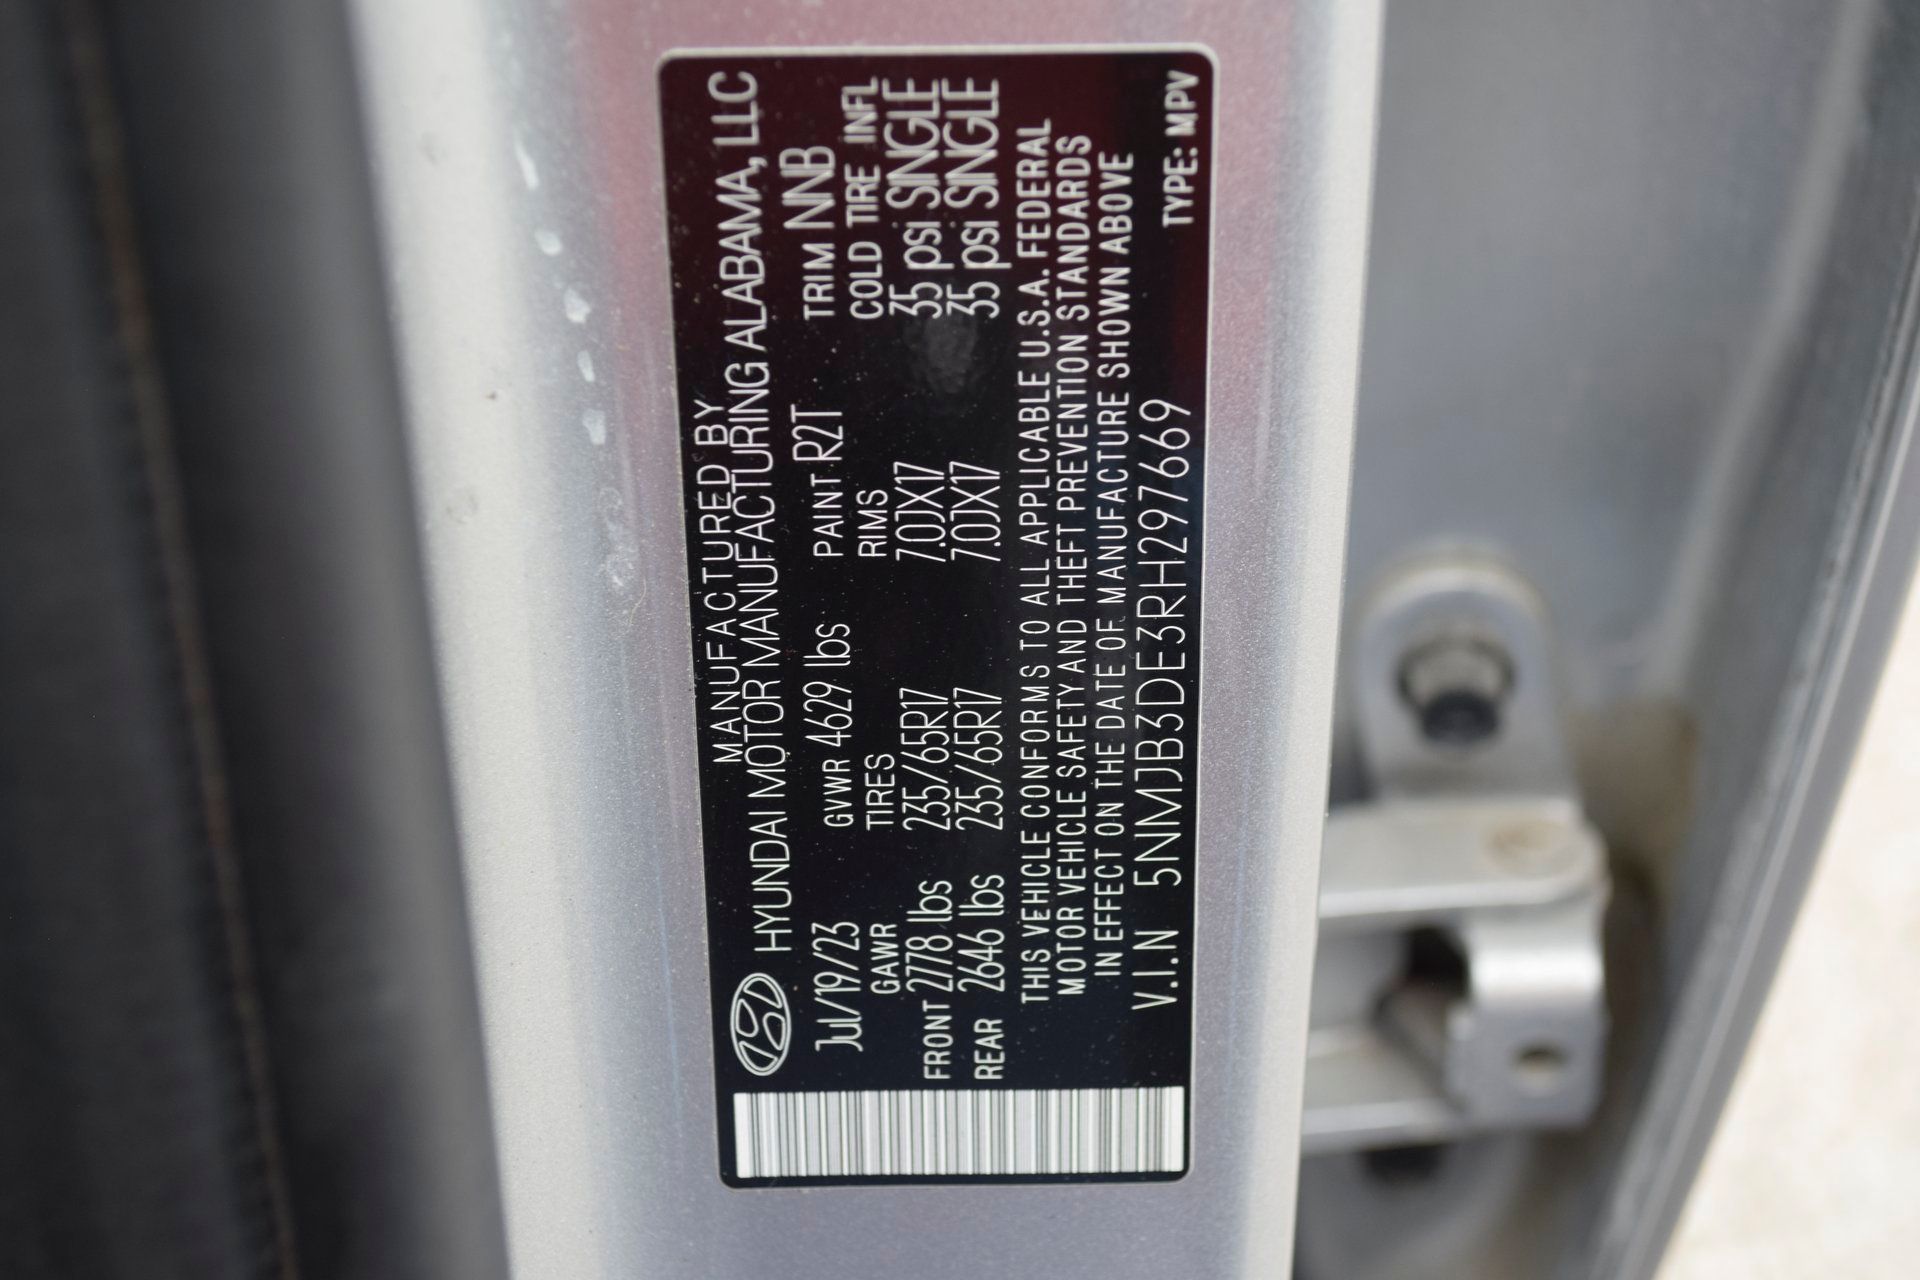 MANUFACTURED BY
HYUNDAI MOTOR MANUFACTURING ALABAMA, LLC
Jul/19/23 GVWR 4629 lbs PAINT R2T TRIM NNB
GAWR TIRES RIMS COLD TIRE INFL
FRONT 2778 lbs 235/65R17 7.0JX17 35 psi SINGLE
REAR 2646 lbs 235/65R17 7.0JX17 35 psi SINGLE
THIS VEHICLE CONFORMS TO ALL APPLICABLE U.S.A. FEDERAL
MOTOR VEHICLE SAFETY AND THEFT PREVENTION STANDARDS
IN EFFECT ON THE DATE OF MANUFACTURE SHOWN ABOVE
V.I.N 5NMJB3DE3RH297669 TYPE: MPV